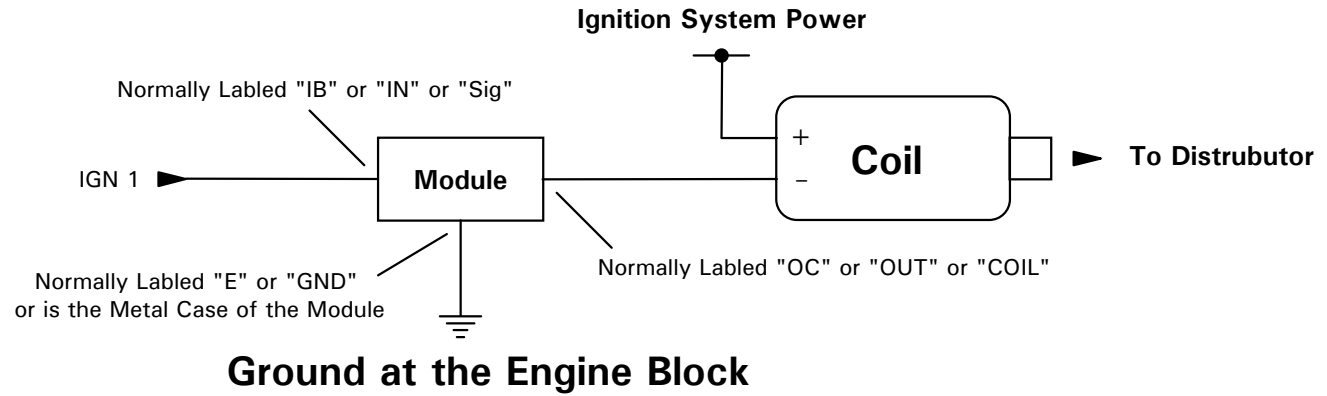 Ignition System Power
Normally Labled "IB" or "IN" or "Sig"
IGN 1
Module
+
−
Coil
To Distrubutor
Normally Labled "E" or "GND"
or is the Metal Case of the Module
Normally Labled "OC" or "OUT" or "COIL"
Ground at the Engine Block